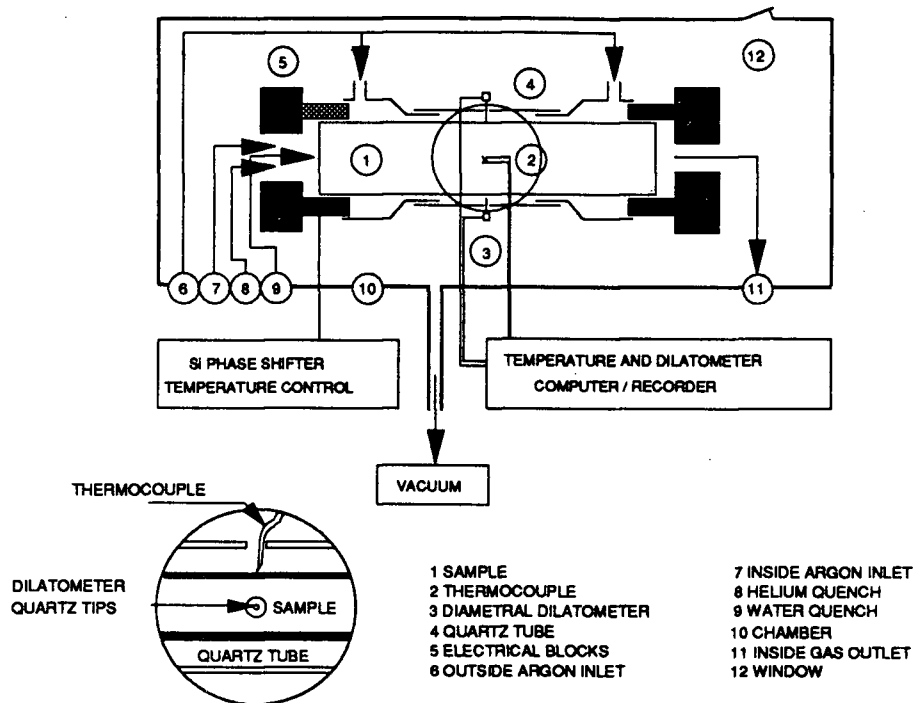 5
12
4
1
2
3
6 7 8 9 10 11
SI PHASE SHIFTER
TEMPERATURE CONTROL
TEMPERATURE AND DILATOMETER
COMPUTER / RECORDER
VACUUM
THERMOCOUPLE
DILATOMETER
QUARTZ TIPS
SAMPLE
QUARTZ TUBE
1 SAMPLE
2 THERMOCOUPLE
3 DIAMETRAL DILATOMETER
4 QUARTZ TUBE
5 ELECTRICAL BLOCKS
6 OUTSIDE ARGON INLET
7 INSIDE ARGON INLET
8 HELIUM QUENCH
9 WATER QUENCH
10 CHAMBER
11 INSIDE GAS OUTLET
12 WINDOW